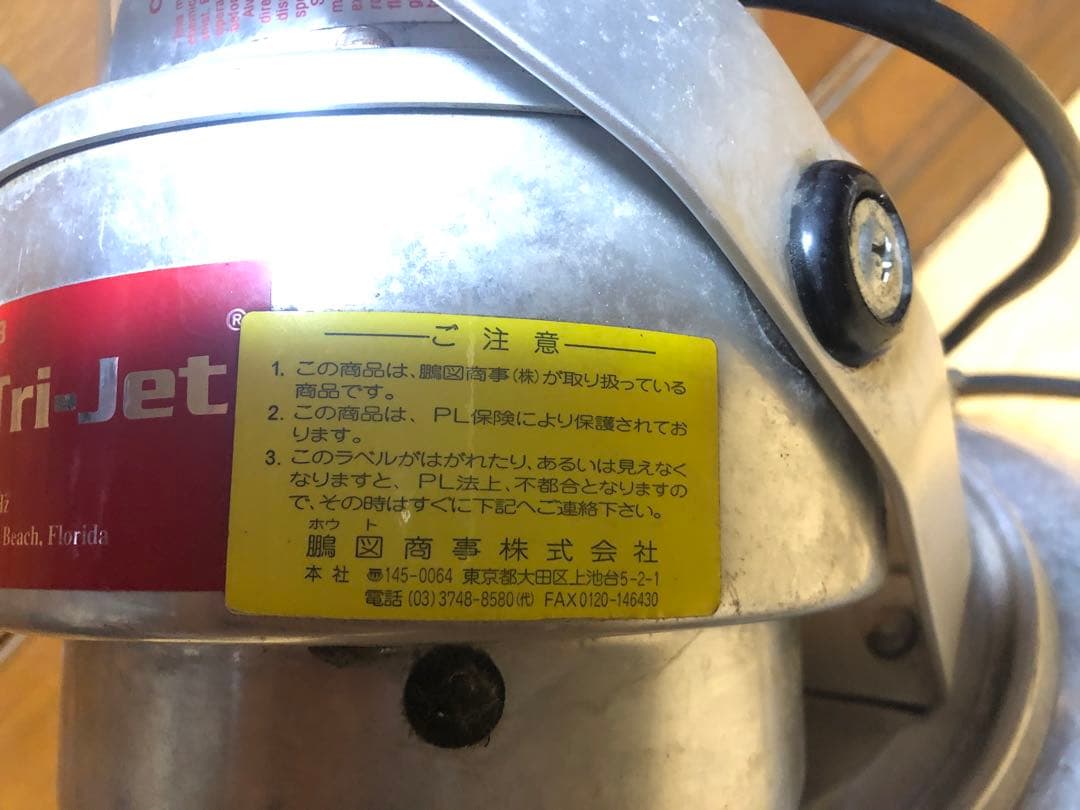 ®
Tri-Jet
Beach, Florida
ご注意
1. この商品は、鵬図商事(株)が取り扱っている
商品です。
2. この商品は、PL保険により保護されてお
ります。
3. このラベルがはがれたり、あるいは見えなく
なりますと、PL法上、不都合となりますの
で、その時はすぐに下記へご連絡下さい。
ホウ ト
鵬図商事株式会社
本社 〠145-0064 東京都大田区上池台5-2-1
電話 (03)3748-8580(代) FAX0120-146430